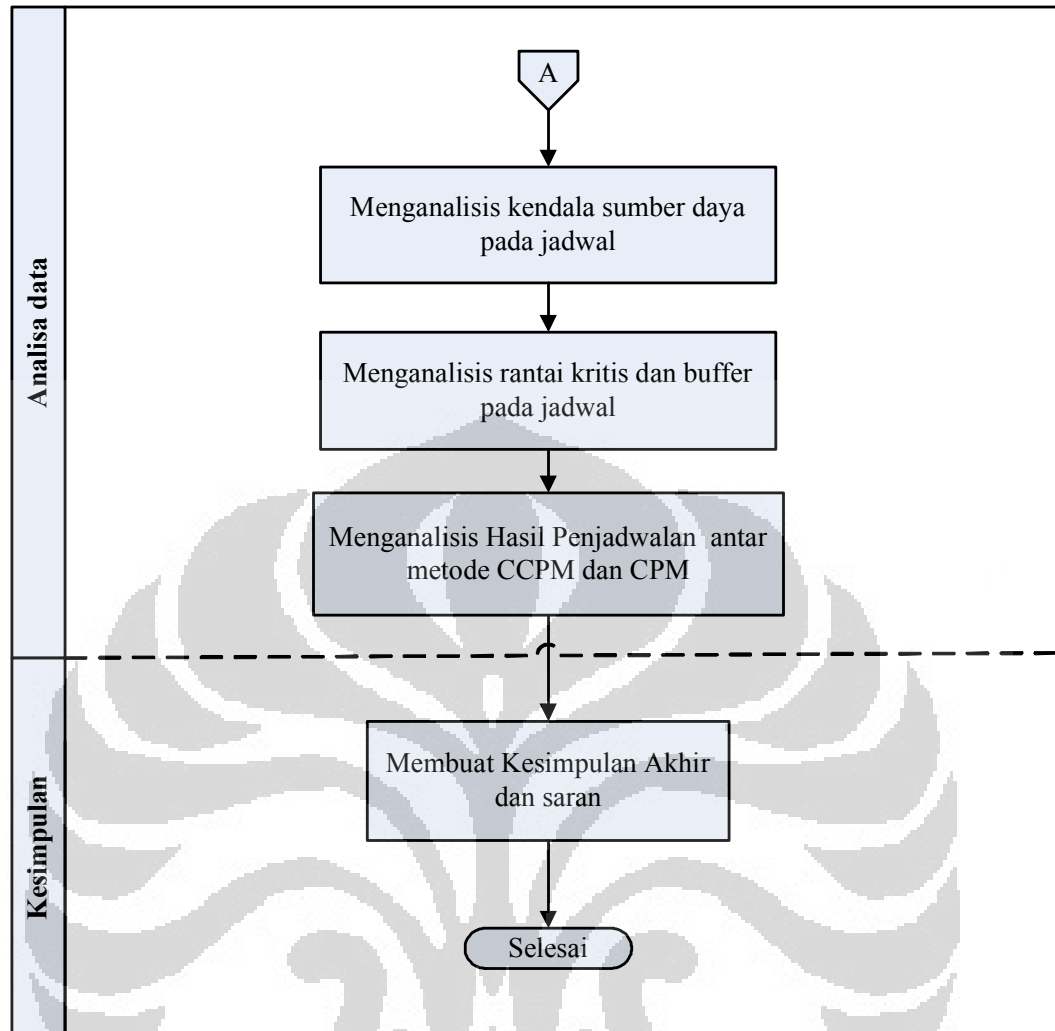 A
Menganalisis kendala sumber daya
pada jadwal
Menganalisis rantai kritis dan buffer
pada jadwal
Menganalisis Hasil Penjadwalan antar
metode CCPM dan CPM
Analisa data
Membuat Kesimpulan Akhir
dan saran
Selesai
Kesimpulan